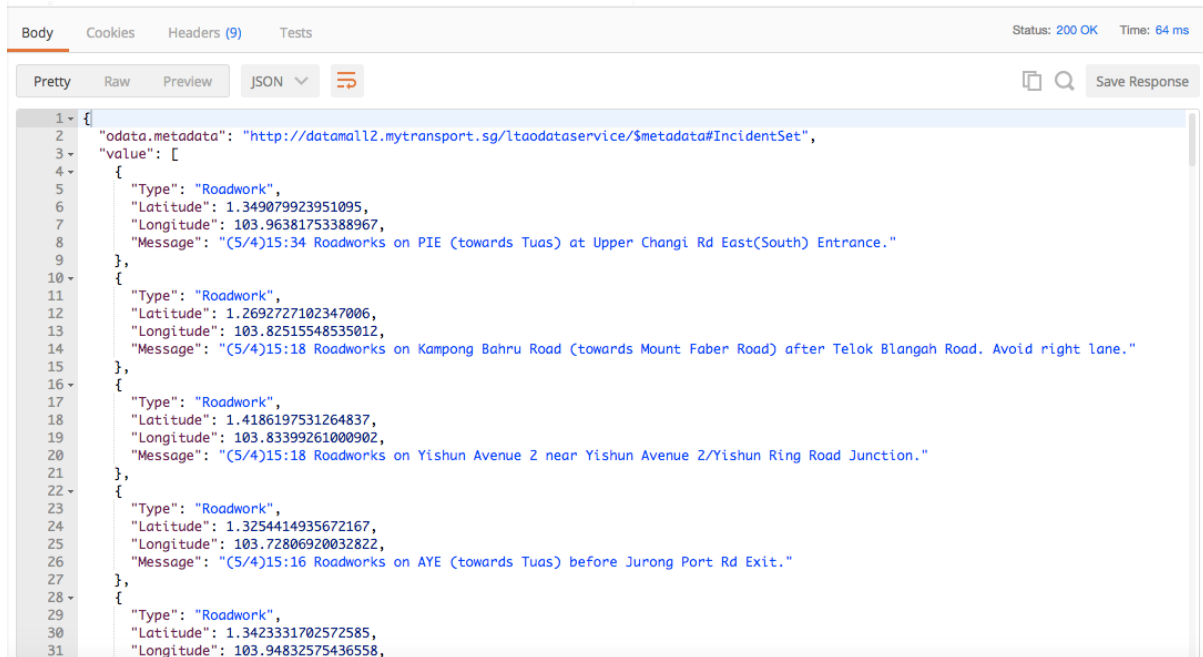 Body Cookies Headers (9) Tests Status: 200 OK Time: 64 ms
Pretty Raw Preview JSON Save Response
1 {
2 "odata.metadata": "http://datamall2.mytransport.sg/ltaodataservice/$metadata#IncidentSet",
3 "value": [
4 {
5 "Type": "Roadwork",
6 "Latitude": 1.349079923951095,
7 "Longitude": 103.96381753388967,
8 "Message": "(5/4)15:34 Roadworks on PIE (towards Tuas) at Upper Changi Rd East(South) Entrance."
9 },
10 {
11 "Type": "Roadwork",
12 "Latitude": 1.2692727102347006,
13 "Longitude": 103.82515548535012,
14 "Message": "(5/4)15:18 Roadworks on Kampong Bahru Road (towards Mount Faber Road) after Telok Blangah Road. Avoid right lane."
15 },
16 {
17 "Type": "Roadwork",
18 "Latitude": 1.4186197531264837,
19 "Longitude": 103.83399261000902,
20 "Message": "(5/4)15:18 Roadworks on Yishun Avenue 2 near Yishun Avenue 2/Yishun Ring Road Junction."
21 },
22 {
23 "Type": "Roadwork",
24 "Latitude": 1.3254414935672167,
25 "Longitude": 103.72806920032822,
26 "Message": "(5/4)15:16 Roadworks on AYE (towards Tuas) before Jurong Port Rd Exit."
27 },
28 {
29 "Type": "Roadwork",
30 "Latitude": 1.3423331702572585,
31 "Longitude": 103.94832575436558,